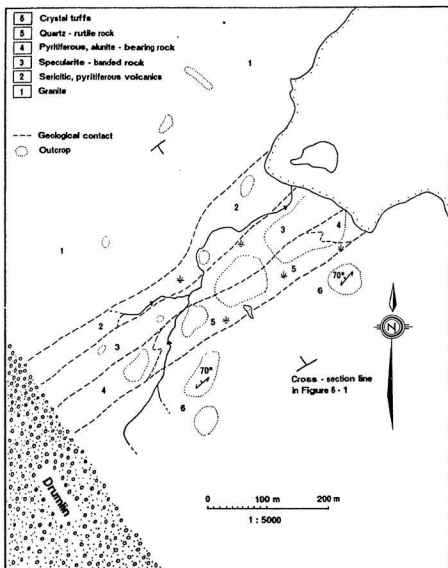 6 Crystal tuffs
5 Quartz - rutile rock
4 Pyritiferous, alunite - bearing rock
3 Specularite - banded rock
2 Sericitic, pyritiferous volcanics
1 Granite
Geological contact
Outcrop
1
2
3
4
1
5
6
70°
2
5
3
70°
Cross - section line
in Figure 6 - 1
N
4
6
Drumlin
0 100 m 200 m
1 : 5000